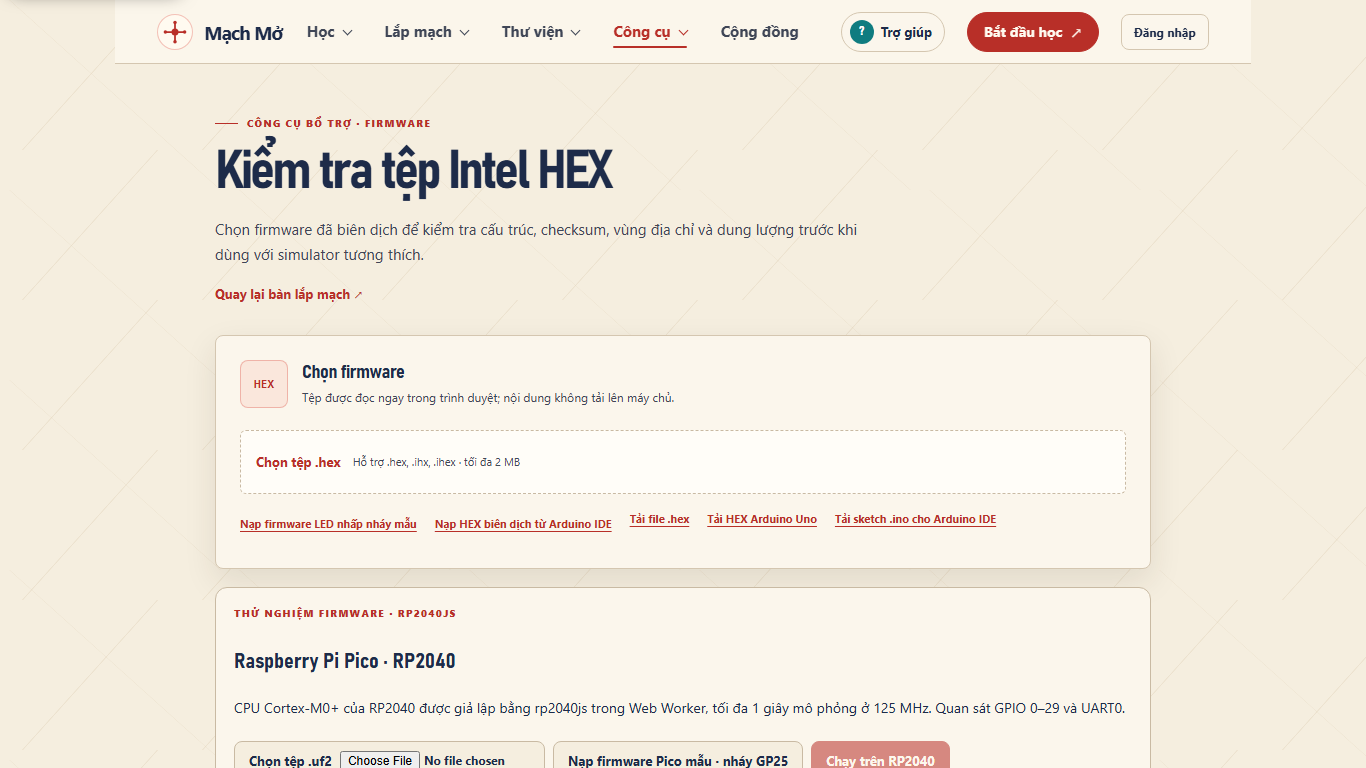 Mạch Mở
Học
Lắp mạch
Thư viện
Công cụ
Cộng đồng
? Trợ giúp
Bắt đầu học ↗
Đăng nhập
CÔNG CỤ BỔ TRỢ · FIRMWARE
Kiểm tra tệp Intel HEX
Chọn firmware đã biên dịch để kiểm tra cấu trúc, checksum, vùng địa chỉ và dung lượng trước khi
dùng với simulator tương thích.
Quay lại bàn lắp mạch ↗
HEX
Chọn firmware
Tệp được đọc ngay trong trình duyệt; nội dung không tải lên máy chủ.
Chọn tệp .hex Hỗ trợ .hex, .ihx, .ihex · tối đa 2 MB
Nạp firmware LED nhấp nháy mẫu
Nạp HEX biên dịch từ Arduino IDE
Tải file .hex
Tải HEX Arduino Uno
Tải sketch .ino cho Arduino IDE
THỬ NGHIỆM FIRMWARE · RP2040JS
Raspberry Pi Pico · RP2040
CPU Cortex-M0+ của RP2040 được giả lập bằng rp2040js trong Web Worker, tối đa 1 giây mô phỏng ở 125 MHz. Quan sát GPIO 0–29 và UART0.
Chọn tệp .uf2 Choose File No file chosen
Nạp firmware Pico mẫu · nháy GP25
Chạy trên RP2040